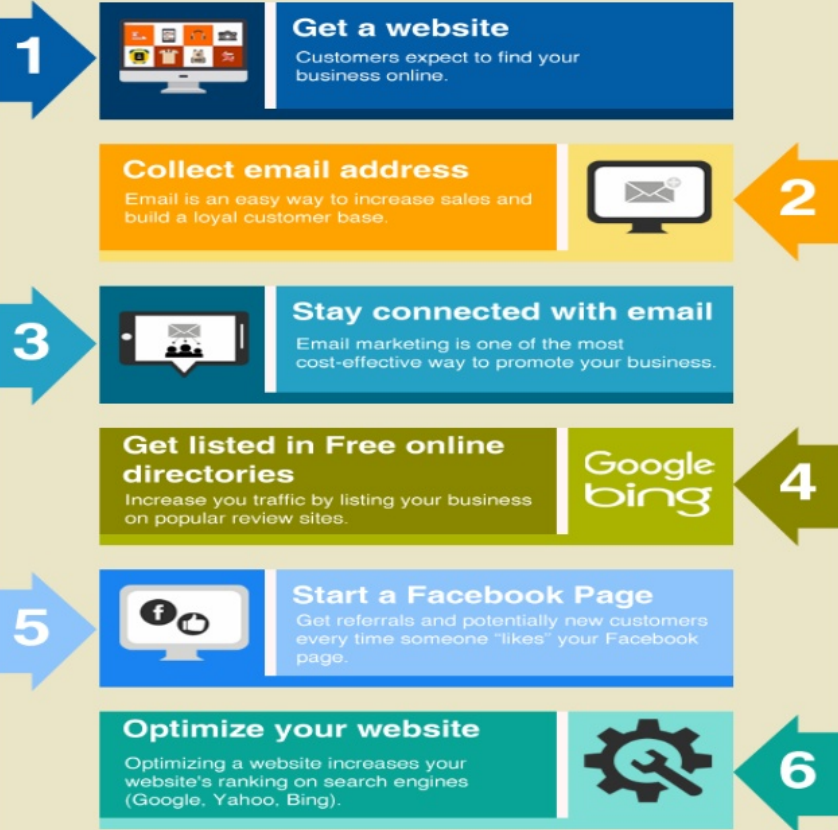 1
Get a website
Customers expect to find your
business online.
Collect email address
Email is an easy way to increase sales and
build a loyal customer base.
2
3
Stay connected with email
Email marketing is one of the most
cost-effective way to promote your business.
Get listed in Free online
directories
Increase you traffic by listing your business
on popular review sites.
Google
bing
4
5
f
Start a Facebook Page
Get referrals and potentially new customers
every time someone “likes” your Facebook
page.
Optimize your website
Optimizing a website increases your
website's ranking on search engines
(Google, Yahoo, Bing).
6